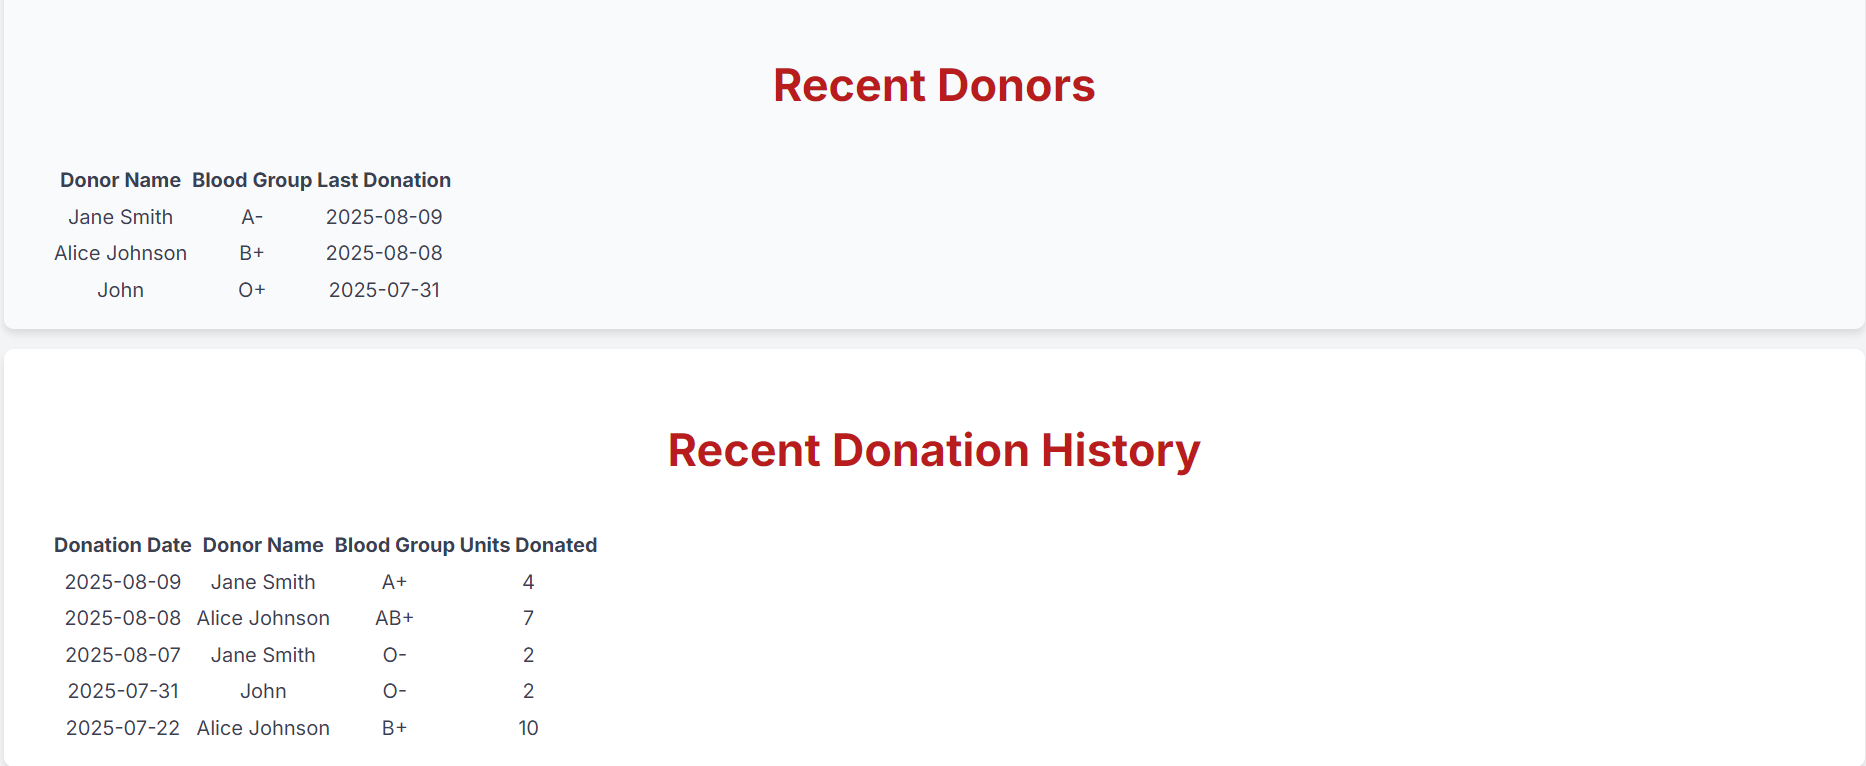 Recent Donors
Donor Name Blood Group Last Donation
Jane Smith A- 2025-08-09
Alice Johnson B+ 2025-08-08
John O+ 2025-07-31
Recent Donation History
Donation Date Donor Name Blood Group Units Donated
2025-08-09 Jane Smith A+ 4
2025-08-08 Alice Johnson AB+ 7
2025-08-07 Jane Smith O- 2
2025-07-31 John O- 2
2025-07-22 Alice Johnson B+ 10